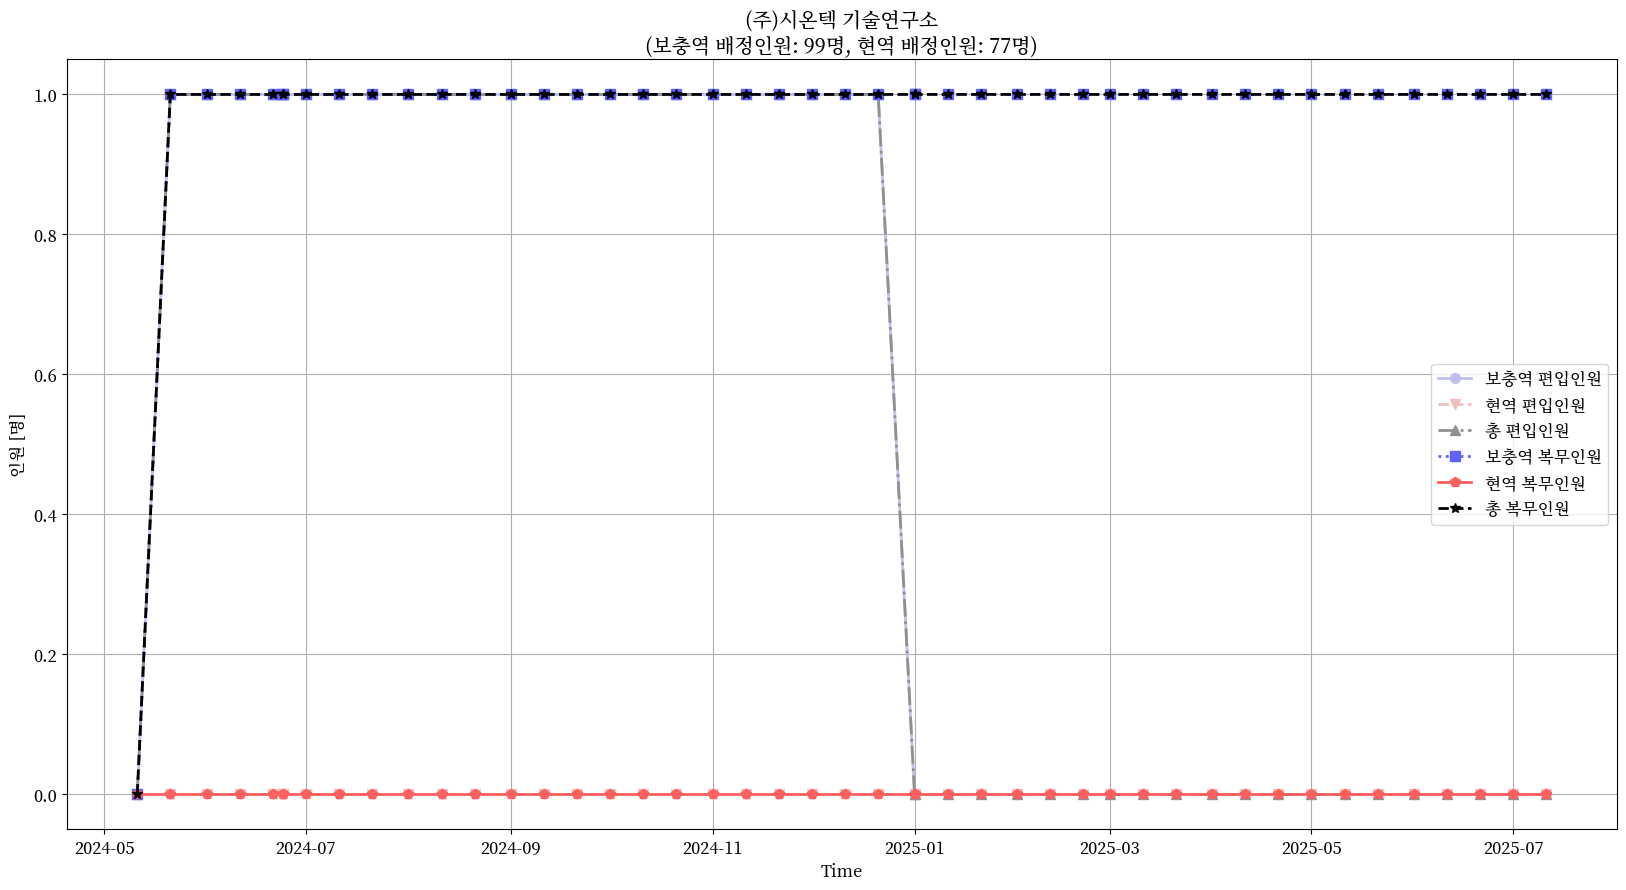 (주)시온텍 기술연구소
(보충역 배정인원: 99명, 현역 배정인원: 77명)
인원 [명]
1.0
0.8
0.6
0.4
0.2
0.0
보충역 편입인원
현역 편입인원
총 편입인원
보충역 복무인원
현역 복무인원
총 복무인원
2024-05 2024-07 2024-09 2024-11 2025-01 2025-03 2025-05 2025-07
Time